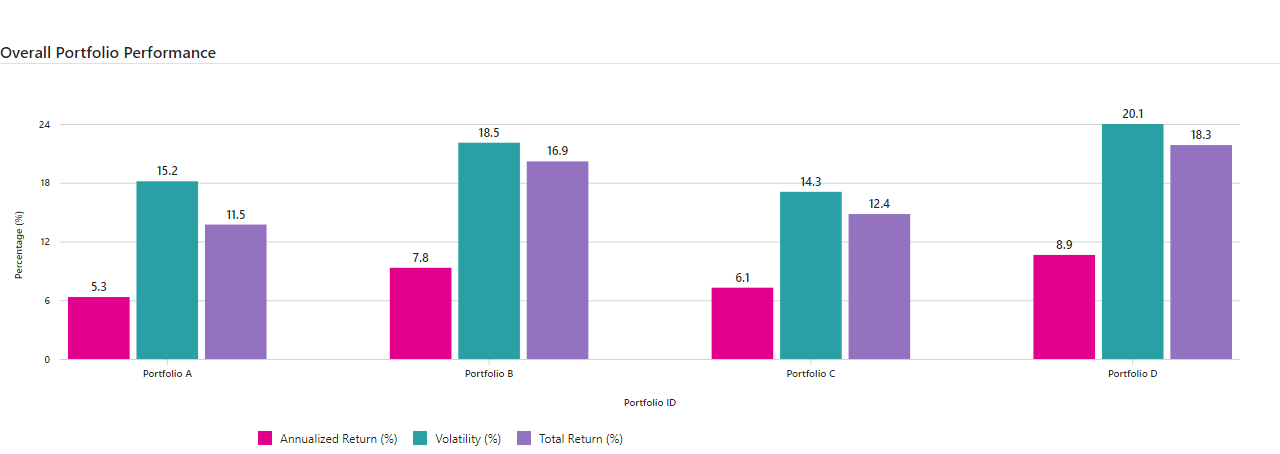 Overall Portfolio Performance
24
18
12
6
0
Percentage (%)
5.3
15.2
11.5
7.8
18.5
16.9
6.1
14.3
12.4
8.9
20.1
18.3
Portfolio A
Portfolio B
Portfolio C
Portfolio D
Portfolio ID
Annualized Return (%)
Volatility (%)
Total Return (%)